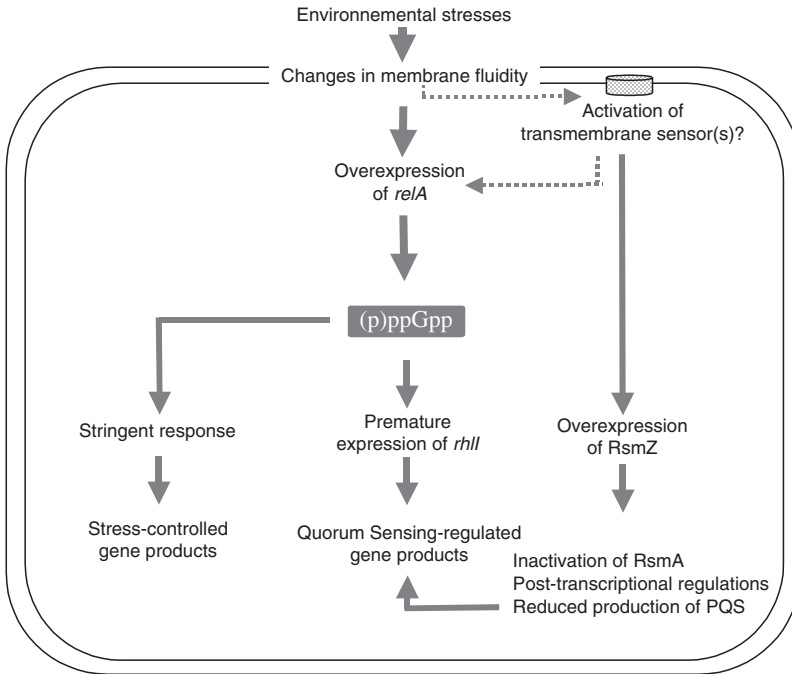 Environnemental stresses
Changes in membrane fluidity
Activation of
transmembrane sensor(s)?
Overexpression
of relA
(p)ppGpp
Stringent response
Premature
expression of rhlI
Overexpression
of RsmZ
Stress-controlled
gene products
Quorum Sensing-regulated
gene products
Inactivation of RsmA
Post-transcriptional regulations
Reduced production of PQS